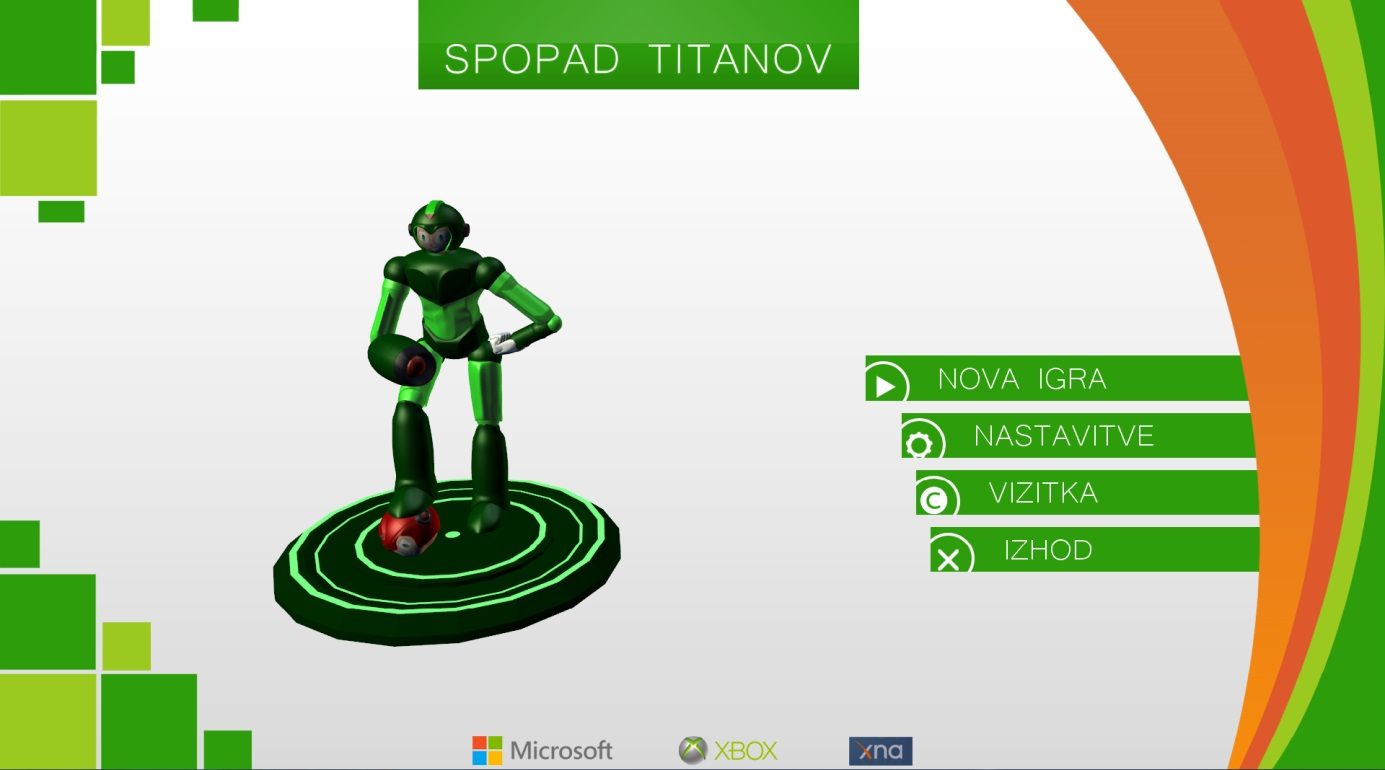 SPOPAD TITANOV
NOVA IGRA
NASTAVITVE
VIZITKA
IZHOD
Microsoft
XBOX
xna